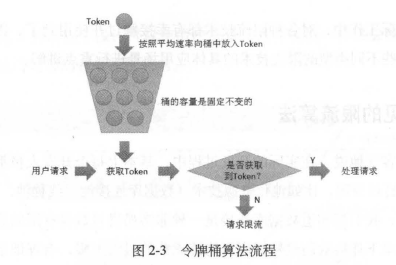 Token
按照平均速率向桶中放入Token
桶的容量是固定不变的
用户请求
获取Token
是否获取
到Token?
Y
处理请求
N
请求限流
图 2-3 令牌桶算法流程